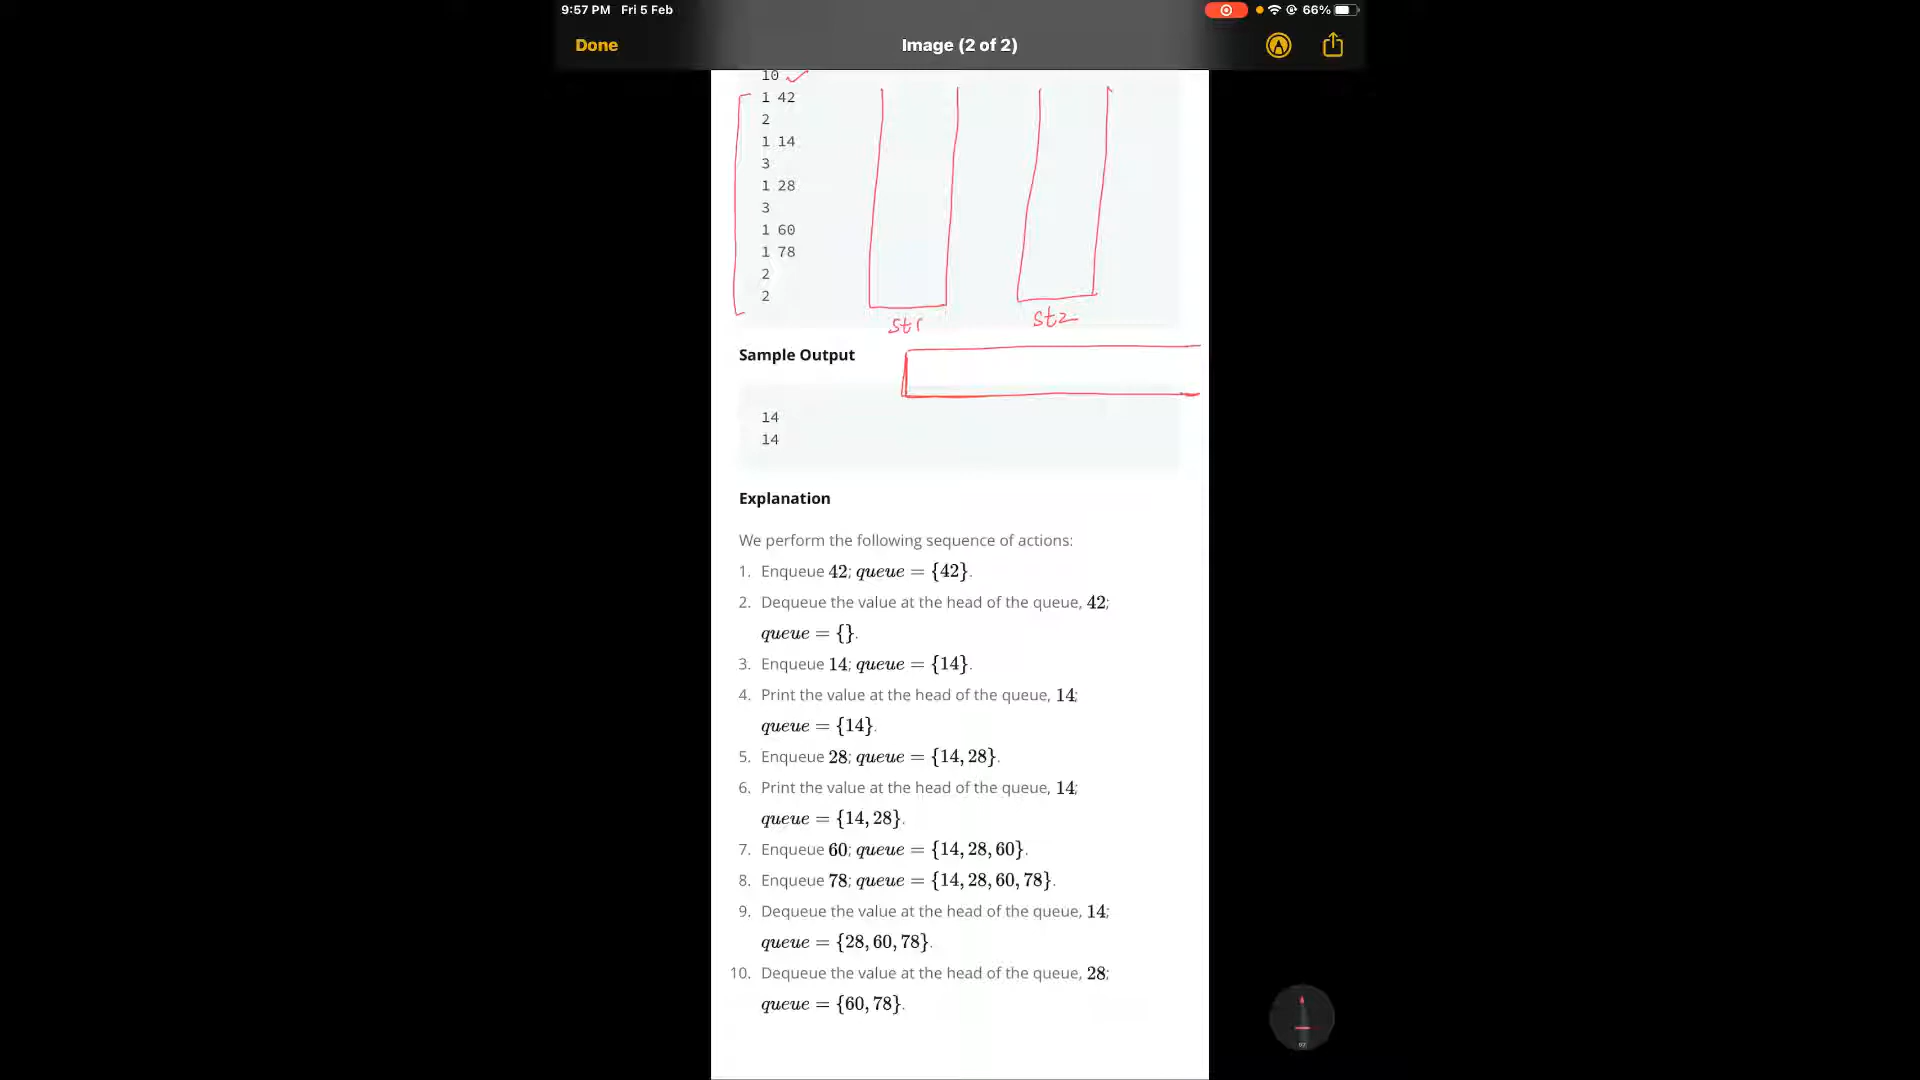 9:57 PM Fri 5 Feb 66%
Done Image (2 of 2)
10
1 42
2
1 14
3
1 28
3
1 60
1 78
2
2
st1 st2
Sample Output
14
14
Explanation
We perform the following sequence of actions:
1. Enqueue 42; queue = {42}.
2. Dequeue the value at the head of the queue, 42;
queue = {}.
3. Enqueue 14; queue = {14}.
4. Print the value at the head of the queue, 14;
queue = {14}.
5. Enqueue 28; queue = {14, 28}.
6. Print the value at the head of the queue, 14;
queue = {14, 28}.
7. Enqueue 60; queue = {14, 28, 60}.
8. Enqueue 78; queue = {14, 28, 60, 78}.
9. Dequeue the value at the head of the queue, 14;
queue = {28, 60, 78}.
10. Dequeue the value at the head of the queue, 28;
queue = {60, 78}.